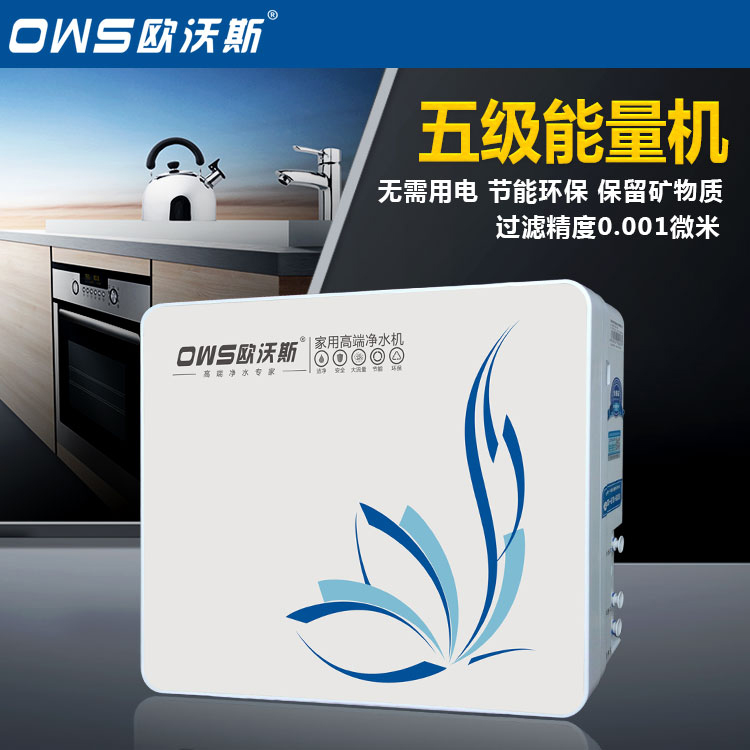 OWS欧沃斯®
五级能量机
无需用电 节能环保 保留矿物质
过滤精度0.001微米
OWS欧沃斯®
高端净水专家
家用高端净水机
洁净 安全 大流量 节能 环保